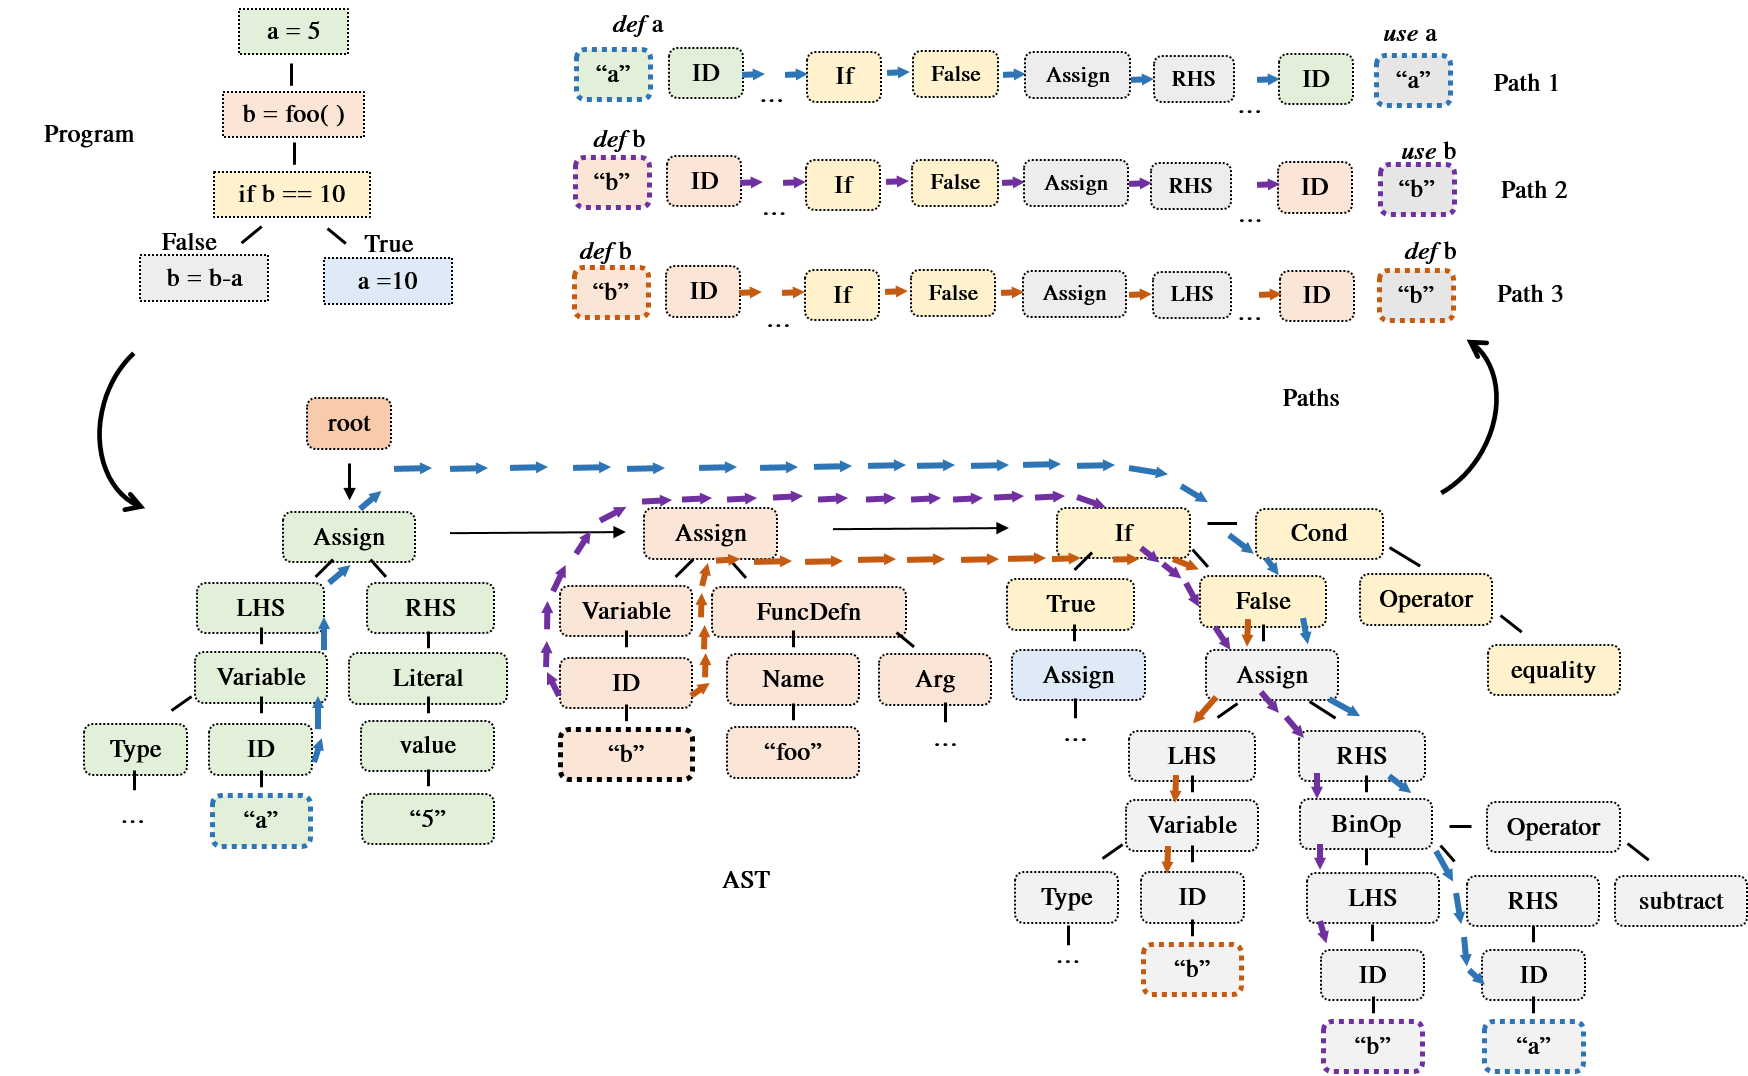 a = 5
b = foo( )
Program
if b == 10
False
True
b = b-a
a =10
def a
use a
“a”
ID
...
If
False
Assign
RHS
...
ID
“a”
Path 1
def b
use b
“b”
ID
...
If
False
Assign
RHS
...
ID
“b”
Path 2
def b
def b
“b”
ID
...
If
False
Assign
LHS
...
ID
“b”
Path 3
Paths
root
Assign
Assign
If
Cond
LHS
RHS
Variable
FuncDefn
True
False
Operator
Variable
Literal
ID
Name
Arg
Assign
Assign
equality
Type
ID
value
“b”
“foo”
...
...
LHS
RHS
...
“a”
“5”
Variable
BinOp
Operator
AST
Type
ID
LHS
RHS
subtract
...
“b”
ID
ID
“b”
“a”